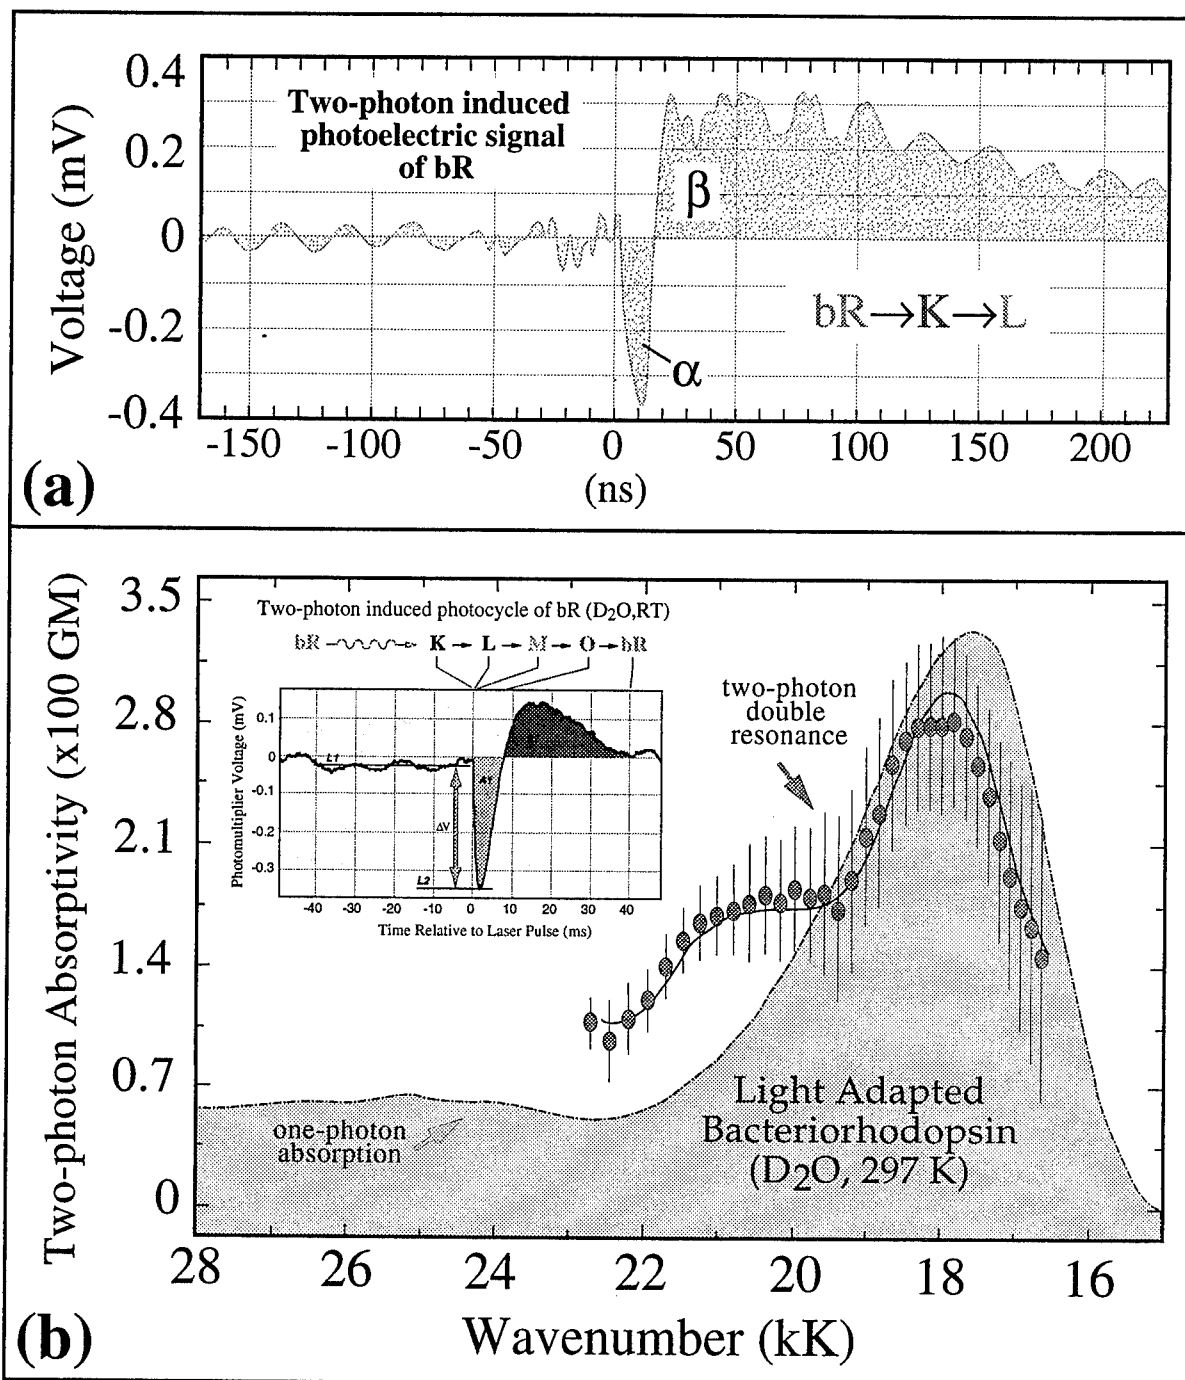 0.4
0.2
0
-0.2
-0.4
Voltage (mV)
Two-photon induced
photoelectric signal
of bR
β
α
bR→K→L
-150 -100 -50 0 50 100 150 200
(ns)
(a)
3.5
2.8
2.1
1.4
0.7
0
Two-photon Absorptivity (x100 GM)
Two-photon induced photocycle of bR (D2O,RT)
bR K → L → M → O → bR
0.1
0
-0.1
-0.2
-0.3
Photomultiplier Voltage (mV)
L1
A1
ΔV
L2
-40 -30 -20 -10 0 10 20 30 40
Time Relative to Laser Pulse (ms)
two-photon
double
resonance
one-photon
absorption
Light Adapted
Bacteriorhodopsin
(D2O, 297 K)
28 26 24 22 20 18 16
Wavenumber (kK)
(b)